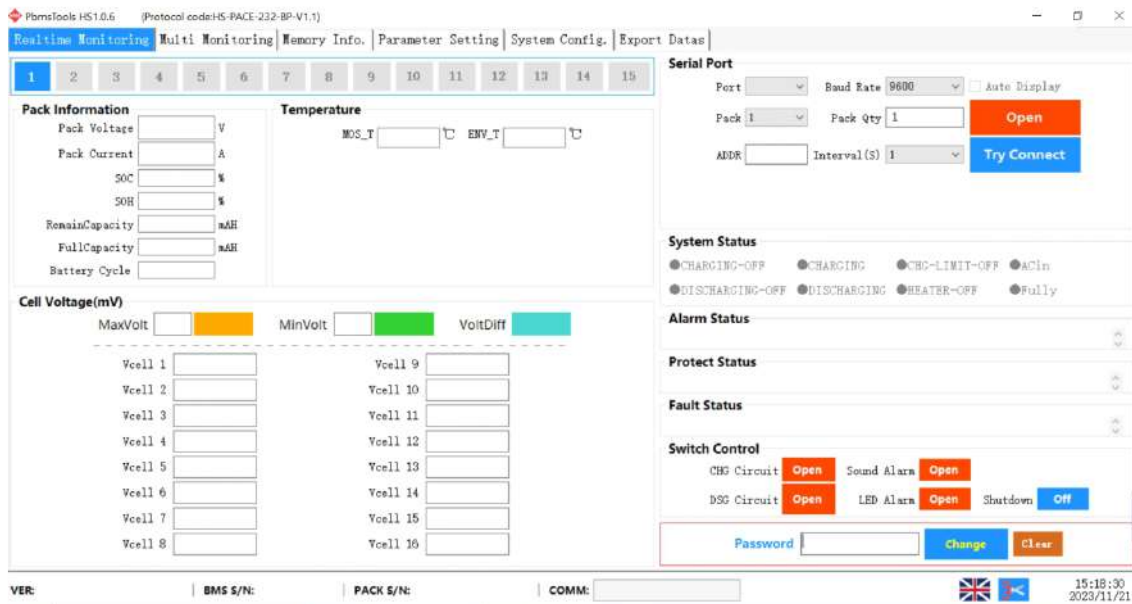 PbmsTools HS1.0.6 (Protocol code:HS-PACE-232-BP-V1.1)
Realtime Monitoring Multi Monitoring Memory Info. Parameter Setting System Config. Export Datas
1 2 3 4 5 6 7 8 9 10 11 12 13 14 15
Pack Information
Pack Voltage V
Pack Current A
SOC %
SOH %
RemainCapacity mAH
FullCapacity mAH
Battery Cycle
Temperature
MOS_T ℃ ENV_T ℃
Cell Voltage(mV)
MaxVolt MinVolt VoltDiff
Vcell 1 Vcell 9
Vcell 2 Vcell 10
Vcell 3 Vcell 11
Vcell 4 Vcell 12
Vcell 5 Vcell 13
Vcell 6 Vcell 14
Vcell 7 Vcell 15
Vcell 8 Vcell 16
Serial Port
Port Baud Rate 9600 Auto Display
Pack 1 Pack Qty 1 Open
ADDR Interval(S) 1 Try Connect
System Status
CHARGING-OFF CHARGING CHG-LIMIT-OFF ACin
DISCHARGING-OFF DISCHARGING HEATER-OFF Fully
Alarm Status
Protect Status
Fault Status
Switch Control
CHG Circuit Open Sound Alarm Open
DSG Circuit Open LED Alarm Open Shutdown Off
Password Change Clear
VER: BMS S/N: PACK S/N: COMM: 15:18:30
2023/11/21